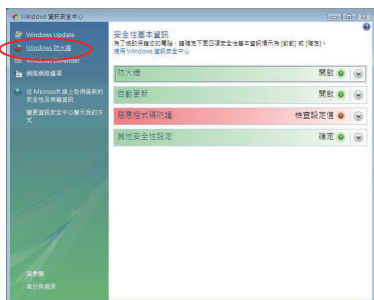 Windows 資訊安全中心
Windows Update
Windows 防火牆
Windows Defender
網際網路選項
從 Microsoft 線上取得最新的
安全性及病毒資訊
變更資訊安全中心警示我的方
式
請參閱
備份和還原
安全性基本資訊
為了協助保護您的電腦，請確定下面四項安全性基本資訊標示為 [啟動] 或 [確定]。
使用 Windows 資訊安全中心
防火牆
開啟
自動更新
開啟
惡意程式碼防護
檢查設定值
其他安全性設定
確定